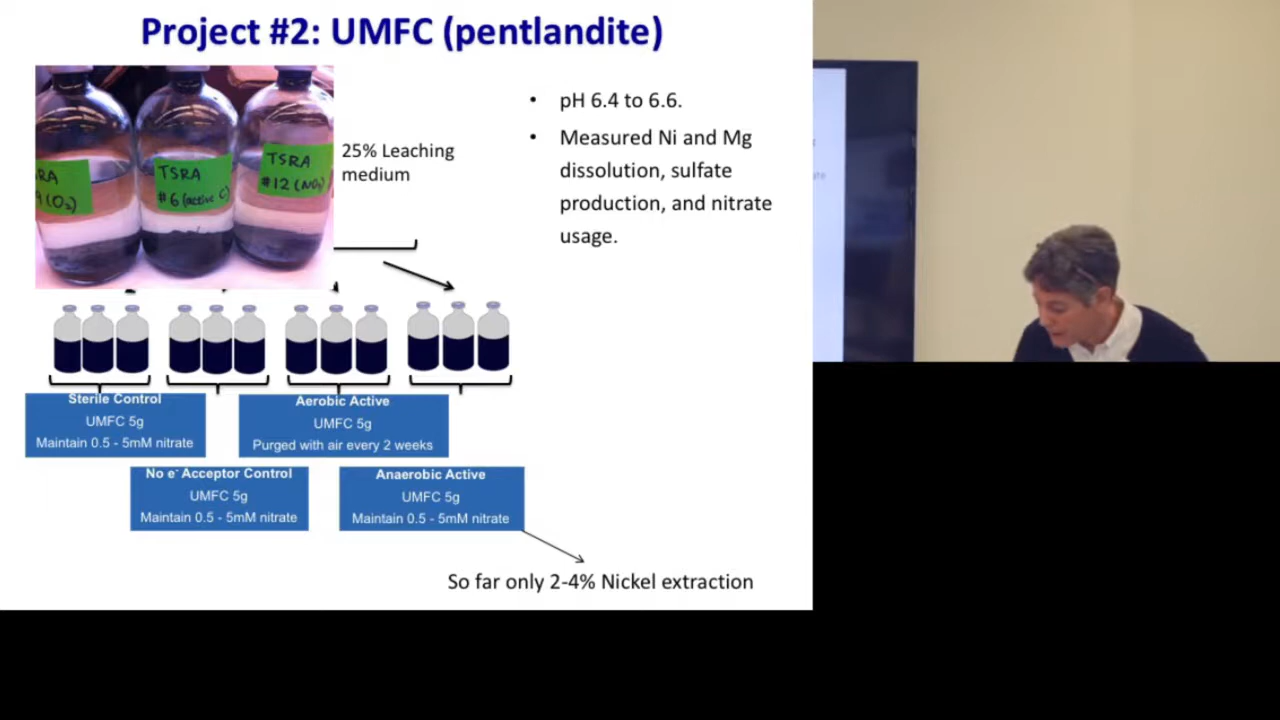 Project #2: UMFC (pentlandite)
RA
(O₂)
TSRA
#6 (active C)
TSRA
#12 (NO₃)
25% Leaching
medium
• pH 6.4 to 6.6.
• Measured Ni and Mg
dissolution, sulfate
production, and nitrate
usage.
Sterile Control
UMFC 5g
Maintain 0.5 - 5mM nitrate
Aerobic Active
UMFC 5g
Purged with air every 2 weeks
No e⁻ Acceptor Control
UMFC 5g
Maintain 0.5 - 5mM nitrate
Anaerobic Active
UMFC 5g
Maintain 0.5 - 5mM nitrate
So far only 2-4% Nickel extraction